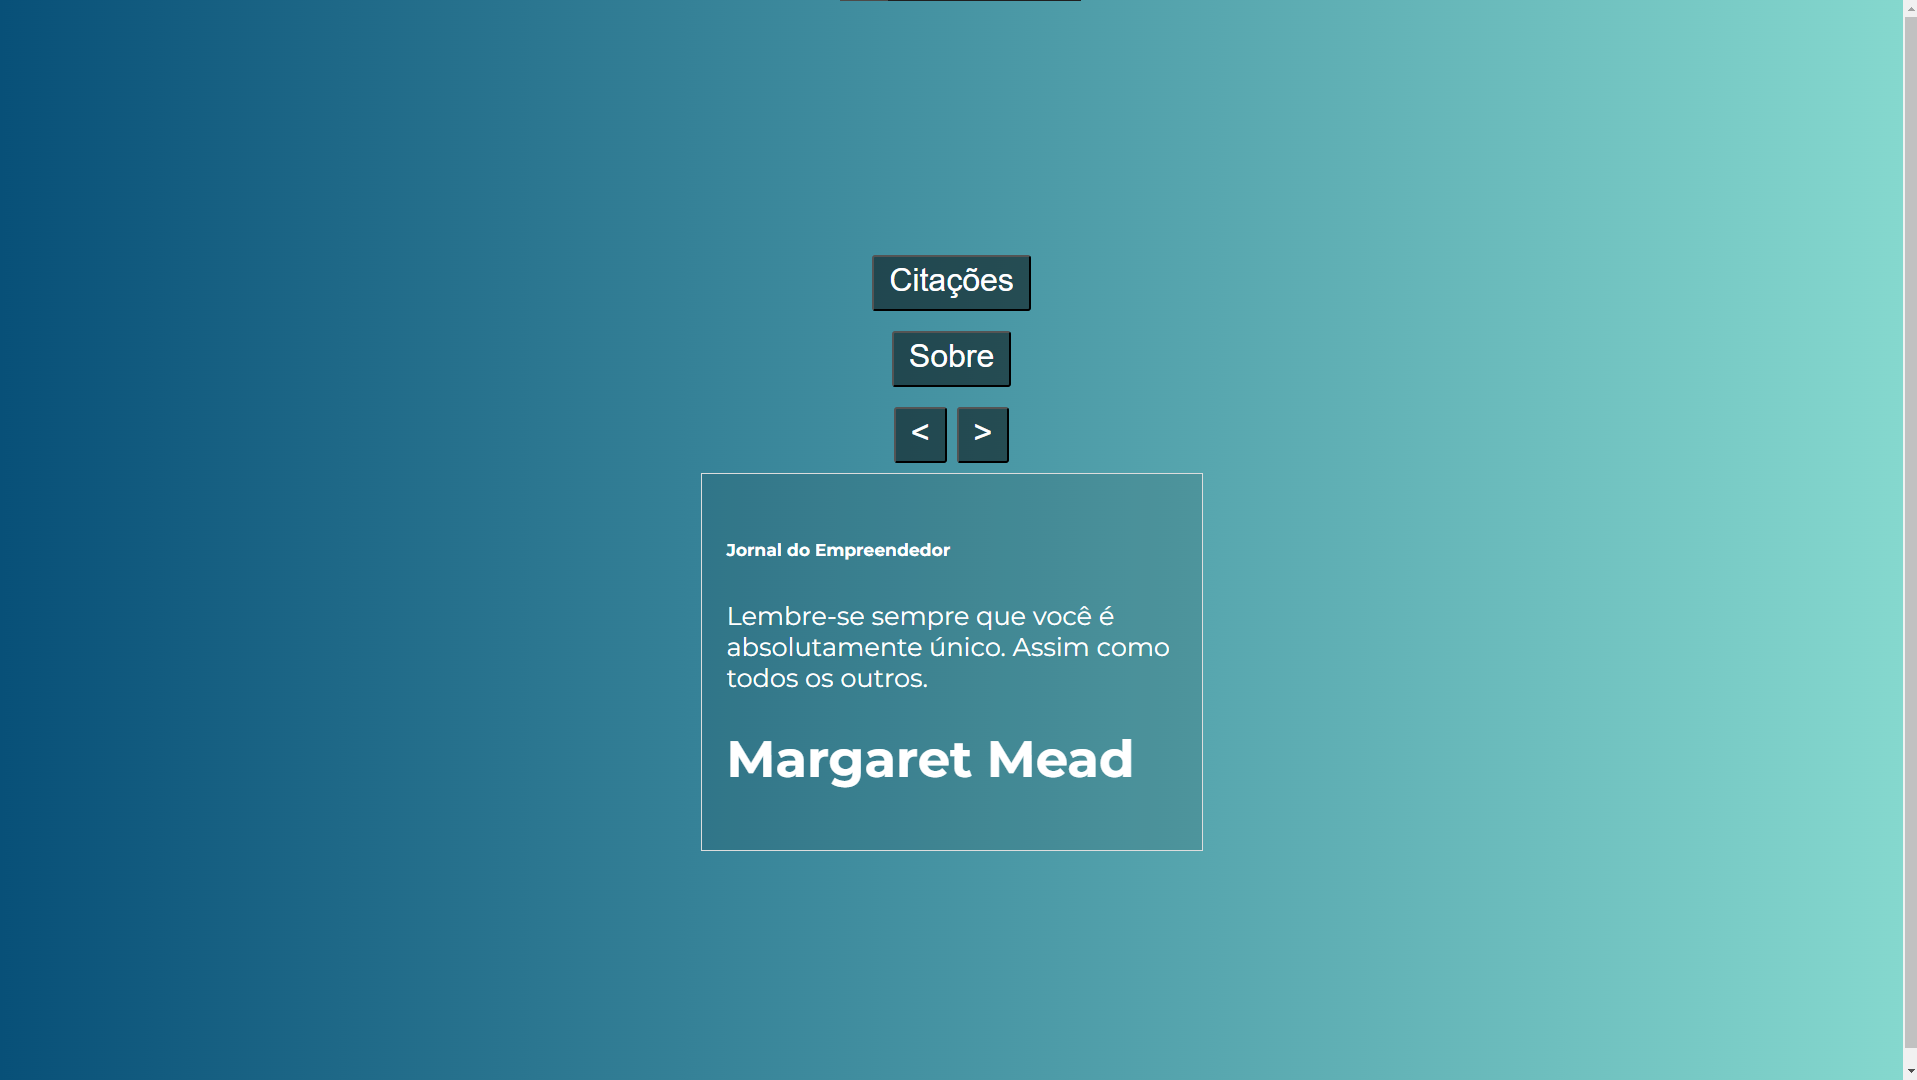 Citações
Sobre
< >
Jornal do Empreendedor
Lembre-se sempre que você é
absolutamente único. Assim como
todos os outros.
Margaret Mead